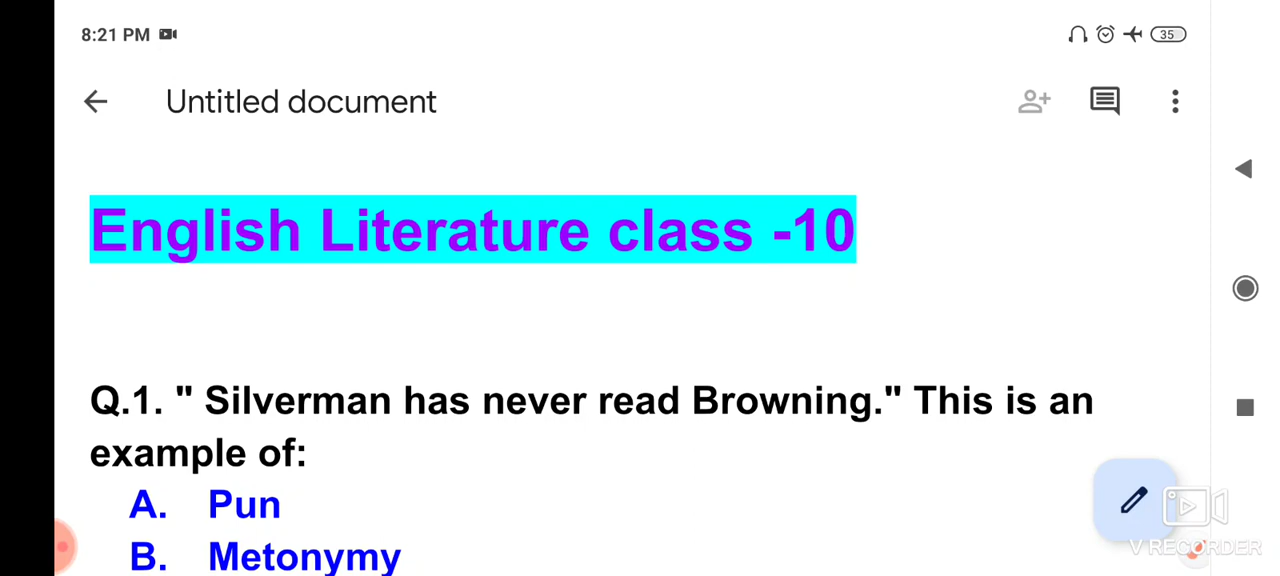 8:21 PM
35
Untitled document
English Literature class -10
Q.1. " Silverman has never read Browning." This is an
example of:
A. Pun
B. Metonymy
V RECORDER